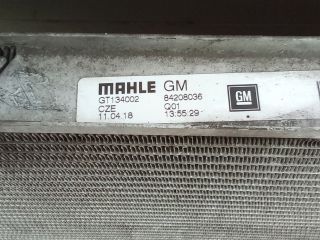 MAHLE GM
GT134002 84208036
CZE Q01
11.04.18 13:55:29
GM